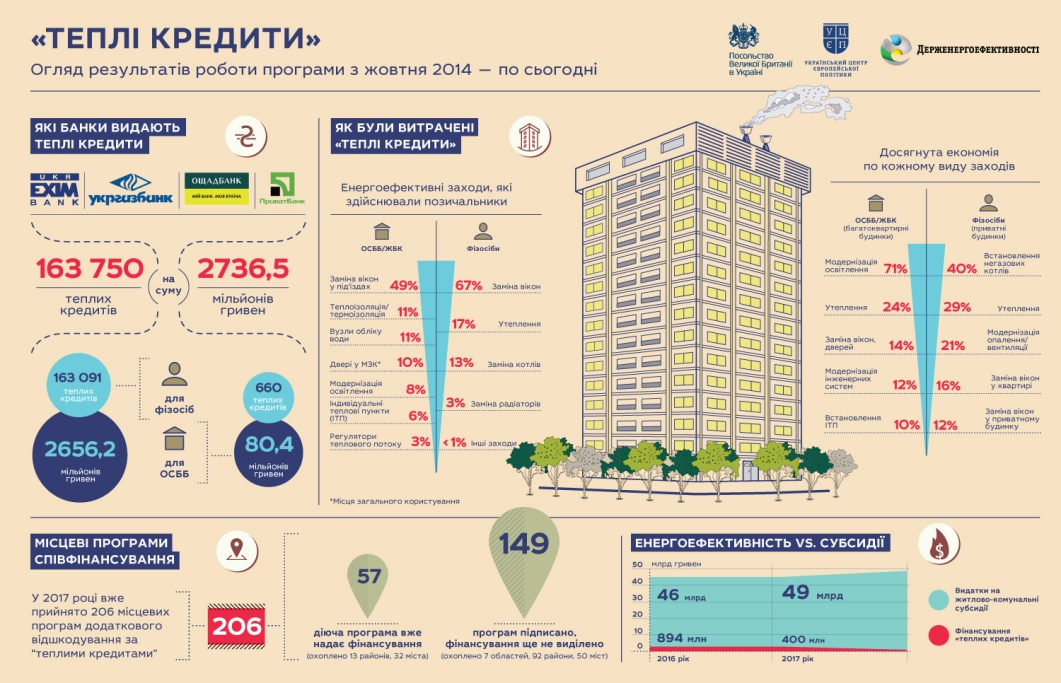 «ТЕПЛІ КРЕДИТИ»
Огляд результатів роботи програми з жовтня 2014 — по сьогодні
Посольство
Великої Британії
в Україні
УЦ
ЄП
УКРАЇНСЬКИЙ ЦЕНТР
ЄВРОПЕЙСЬКОЇ
ПОЛІТИКИ
ДЕРЖЕНЕРГОЕФЕКТИВНОСТІ
ЯКІ БАНКИ ВИДАЮТЬ
ТЕПЛІ КРЕДИТИ
UKR
EXIM
BANK
укргазбанк
ОЩАДБАНК
МІЙ БАНК. МОЯ КРАЇНА
ПриватБанк
163 750
теплих
кредитів
на
суму
2736,5
мільйонів
гривен
163 091
теплих
кредитів
2656,2
мільйонів
гривен
для
фізосіб
для
ОСББ
660
теплих
кредитів
80,4
мільйонів
гривен
ЯК БУЛИ ВИТРАЧЕНІ
«ТЕПЛІ КРЕДИТИ»
Енергоефективні заходи, які
здійснювали позичальники
ОСББ/ЖБК
Фізособи
Заміна вікон
у під'їздах 49%
Теплоізоляція/
термоізоляція 11%
Вузли обліку
води 11%
Двері у МЗК* 10%
Модернізація
освітлення 8%
Індивідуальні
теплові пункти
(ІТП) 6%
Регулятори
теплового потоку 3%
67% Заміна вікон
17% Утеплення
13% Заміна котлів
3% Заміна радіаторів
<1% Інші заходи
*Місця загального користування
Досягнута економія
по кожному виду заходів
ОСББ/ЖБК
(багатоквартирні
будинки)
Фізособи
(приватні
будинки)
Модернізація
освітлення 71%
Утеплення 24%
Заміна вікон,
дверей 14%
Модернізація
інженерних
систем 12%
Встановлення
ІТП 10%
40% Встановлення
негазових
котлів
29% Утеплення
21% Модернізація
опалення/
вентиляції
16% Заміна вікон
у квартирі
12% Заміна вікон
у приватному
будинку
МІСЦЕВІ ПРОГРАМИ
СПІВФІНАНСУВАННЯ
У 2017 році вже
прийнято 206 місцевих
програм додаткового
відшкодування за
“теплими кредитами”
206
57
діюча програма вже
надає фінансування
(охоплено 13 районів, 32 міста)
149
програм підписано,
фінансування ще не виділено
(охоплено 7 областей, 92 райони, 50 міст)
ЕНЕРГОЕФЕКТИВНІСТЬ VS. СУБСИДІЇ
50 млрд гривен
40
30
20
10
0
46 млрд
49 млрд
894 млн
400 млн
2016 рік
2017 рік
Видатки на
житлово-комунальні
субсидії
Фінансування
«теплих кредитів»